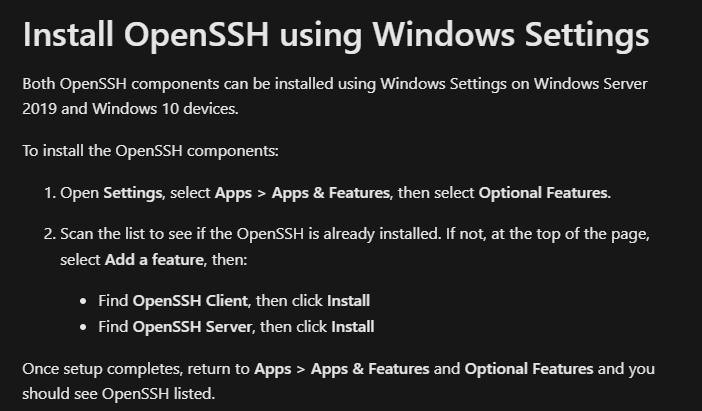 Install OpenSSH using Windows Settings
Both OpenSSH components can be installed using Windows Settings on Windows Server
2019 and Windows 10 devices.
To install the OpenSSH components:
1. Open Settings, select Apps > Apps & Features, then select Optional Features.
2. Scan the list to see if the OpenSSH is already installed. If not, at the top of the page,
select Add a feature, then:
• Find OpenSSH Client, then click Install
• Find OpenSSH Server, then click Install
Once setup completes, return to Apps > Apps & Features and Optional Features and you
should see OpenSSH listed.